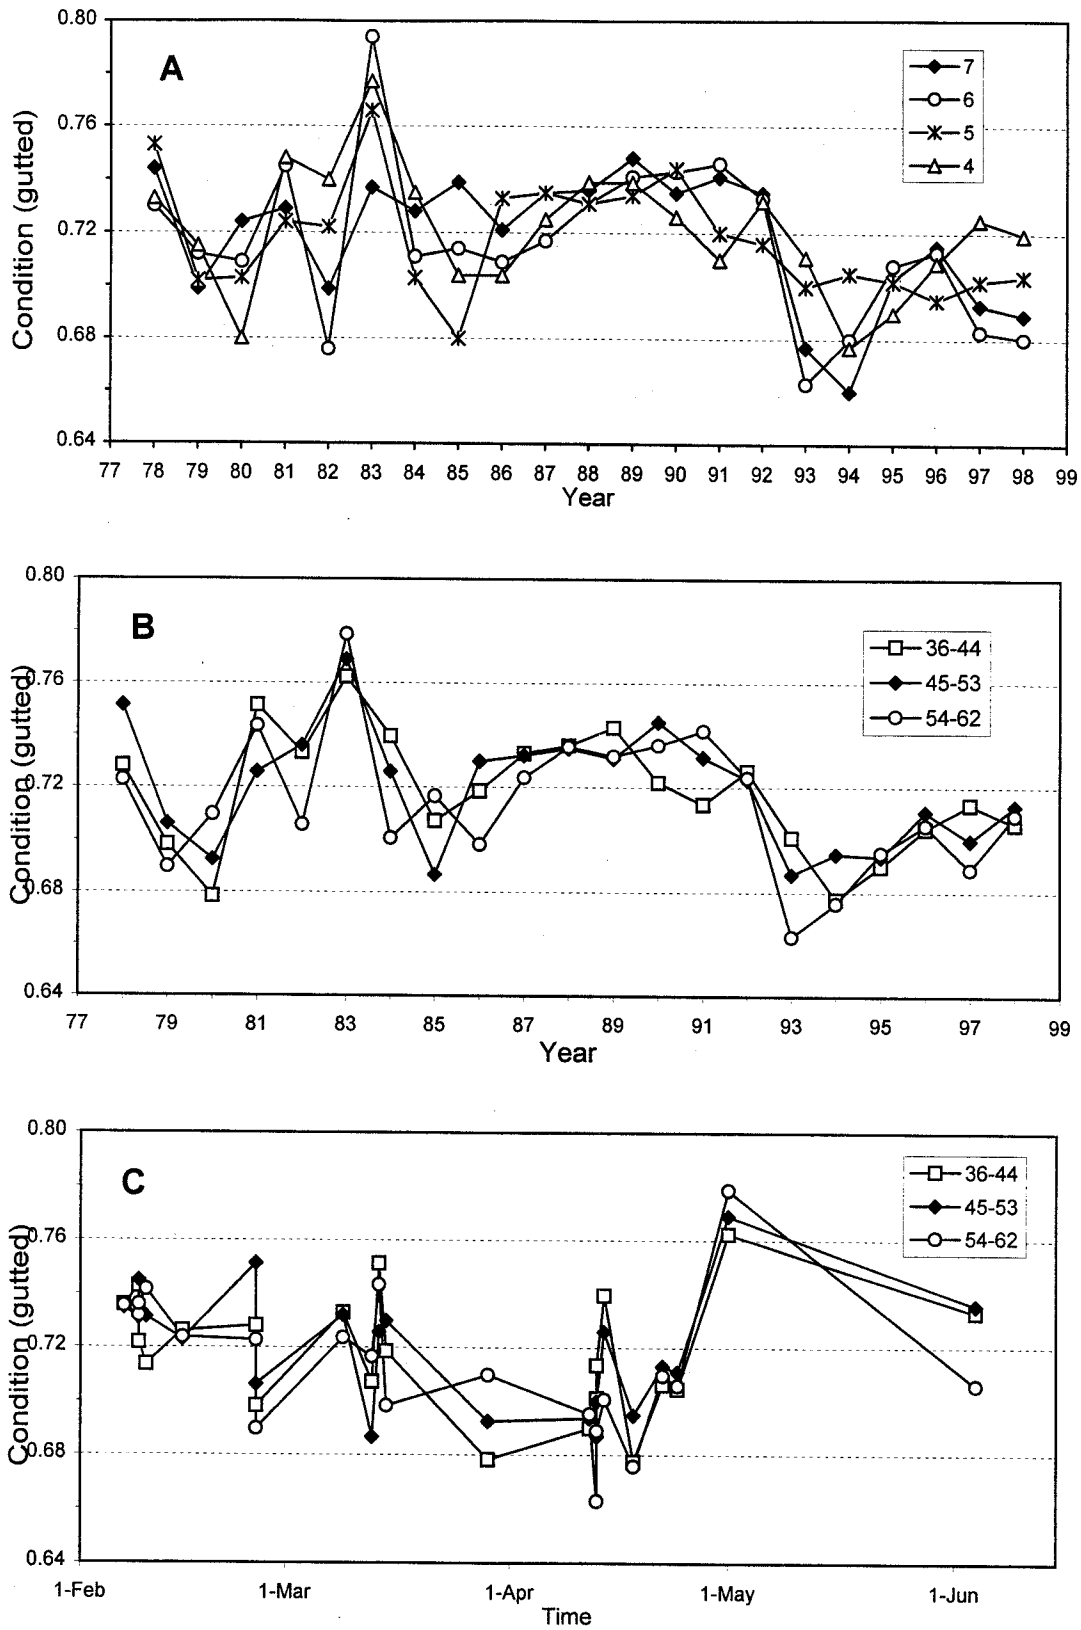 0.80
A
7
6
5
4
0.76
Condition (gutted)
0.72
0.68
0.64
77 78 79 80 81 82 83 84 85 86 87 88 89 90 91 92 93 94 95 96 97 98 99
Year
0.80
B
36-44
45-53
54-62
0.76
Condition (gutted)
0.72
0.68
0.64
77 79 81 83 85 87 89 91 93 95 97 99
Year
0.80
C
36-44
45-53
54-62
0.76
Condition (gutted)
0.72
0.68
0.64
1-Feb 1-Mar 1-Apr 1-May 1-Jun
Time